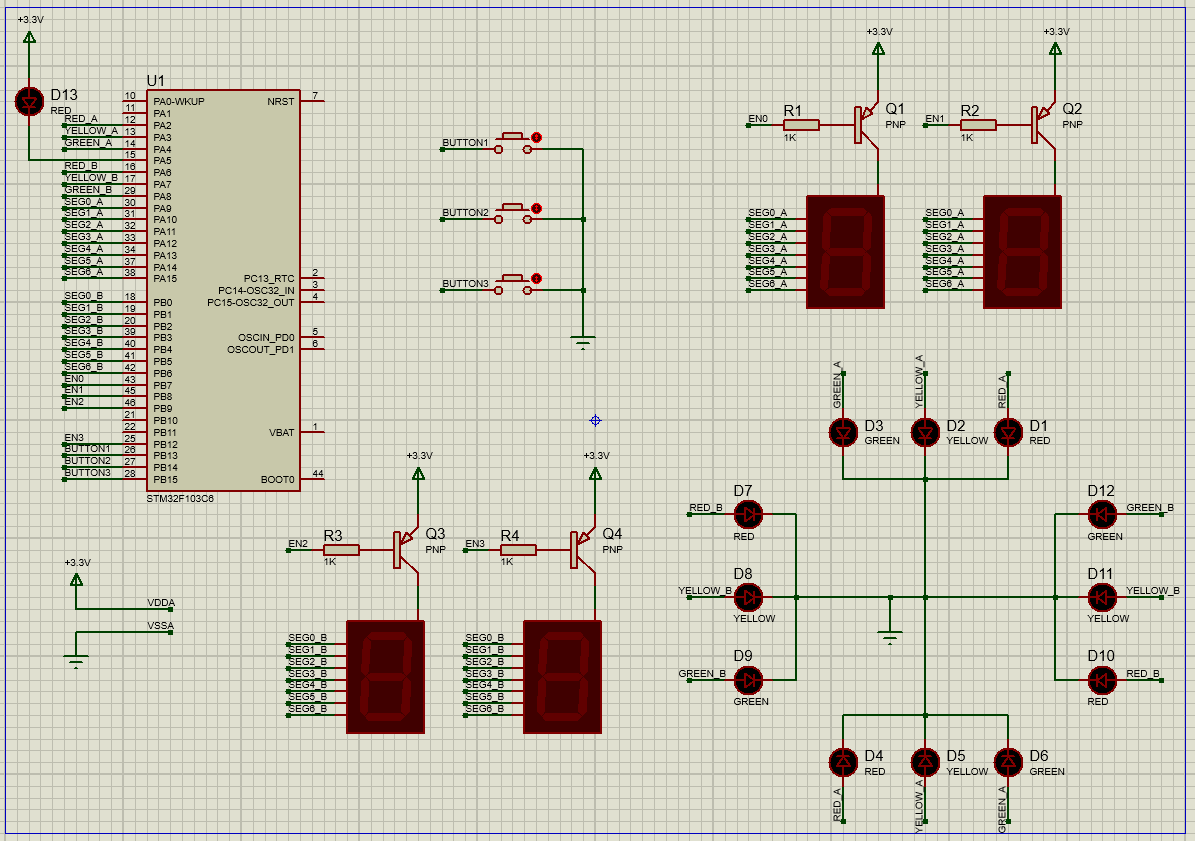 +3.3V
D13
RED
U1
10 PA0-WKUP
11 PA1
RED_A 12 PA2
YELLOW_A 13 PA3
GREEN_A 14 PA4
15 PA5
RED_B 16 PA6
YELLOW_B 17 PA7
GREEN_B 29 PA8
SEG0_A 30 PA9
SEG1_A 31 PA10
SEG2_A 32 PA11
SEG3_A 33 PA12
SEG4_A 34 PA13
SEG5_A 37 PA14
SEG6_A 38 PA15
SEG0_B 18 PB0
SEG1_B 19 PB1
SEG2_B 20 PB2
SEG3_B 39 PB3
SEG4_B 40 PB4
SEG5_B 41 PB5
SEG6_B 42 PB6
EN0 43 PB7
EN1 45 PB8
EN2 46 PB9
21 PB10
22 PB11
EN3 25 PB12
BUTTON1 26 PB13
BUTTON2 27 PB14
BUTTON3 28 PB15
NRST 7
PC13_RTC 2
PC14-OSC32_IN 3
PC15-OSC32_OUT 4
OSCIN_PD0 5
OSCOUT_PD1 6
VBAT 1
BOOT0 44
STM32F103C6
BUTTON1
BUTTON2
BUTTON3
+3.3V
EN0
R1
1K
Q1
PNP
SEG0_A
SEG1_A
SEG2_A
SEG3_A
SEG4_A
SEG5_A
SEG6_A
+3.3V
EN1
R2
1K
Q2
PNP
SEG0_A
SEG1_A
SEG2_A
SEG3_A
SEG4_A
SEG5_A
SEG6_A
+3.3V
EN2
R3
1K
Q3
PNP
SEG0_B
SEG1_B
SEG2_B
SEG3_B
SEG4_B
SEG5_B
SEG6_B
+3.3V
EN3
R4
1K
Q4
PNP
SEG0_B
SEG1_B
SEG2_B
SEG3_B
SEG4_B
SEG5_B
SEG6_B
+3.3V
VDDA
VSSA
GREEN_A
D3
GREEN
YELLOW_A
D2
YELLOW
RED_A
D1
RED
D7
RED_B
RED
D8
YELLOW_B
YELLOW
D9
GREEN_B
GREEN
D12
GREEN_B
GREEN
D11
YELLOW_B
YELLOW
D10
RED_B
RED
D4
RED
RED_A
D5
YELLOW
YELLOW_A
D6
GREEN
GREEN_A